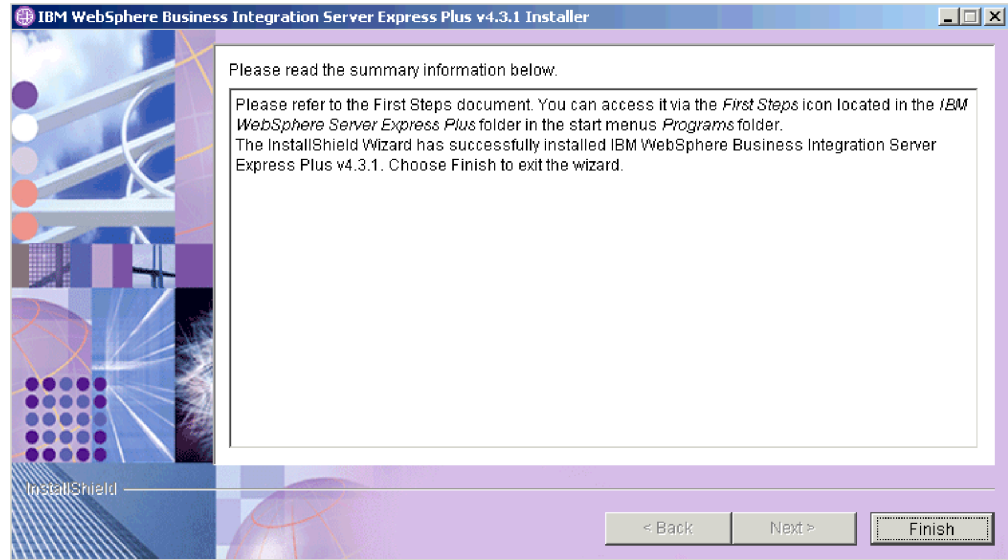 IBM WebSphere Business Integration Server Express Plus v4.3.1 Installer
Please read the summary information below.
Please refer to the First Steps document. You can access it via the First Steps icon located in the IBM
WebSphere Server Express Plus folder in the start menus Programs folder.
The InstallShield Wizard has successfully installed IBM WebSphere Business Integration Server
Express Plus v4.3.1. Choose Finish to exit the wizard.
InstallShield
< Back
Next >
Finish